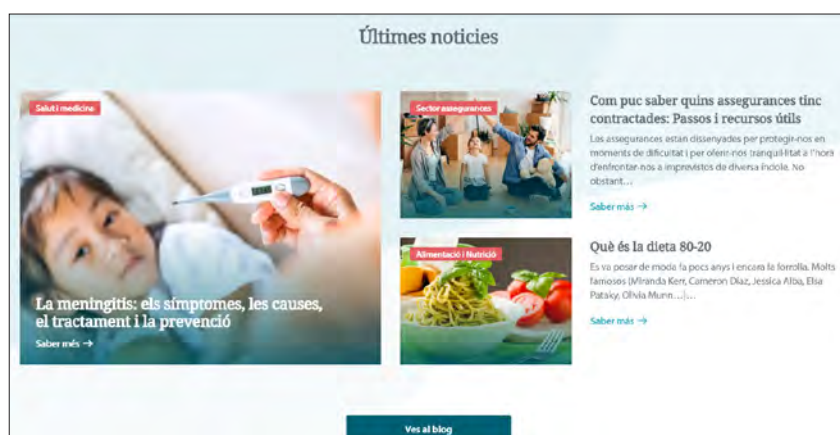 Últimes noticies
Salut i medicina
La meningitis: els símptomes, les causes,
el tractament i la prevenció
Saber més →
Sector assegurances
Com puc saber quins assegurances tinc
contractades: Passos i recursos útils
Les assegurances estan dissenyades per protegir-nos en
moments de dificultat i per oferir-nos tranquil·litat a l'hora
d'enfrontar-nos a imprevistos de diversa índole. No
obstant…
Saber más →
Alimentació i Nutrició
Què és la dieta 80-20
Es va posar de moda fa pocs anys i encara fa forrolla. Molts
famosos (Miranda Kerr, Cameron Díaz, Jessica Alba, Elsa
Pataky, Olivia Munn…)…
Saber más →
Ves al blog